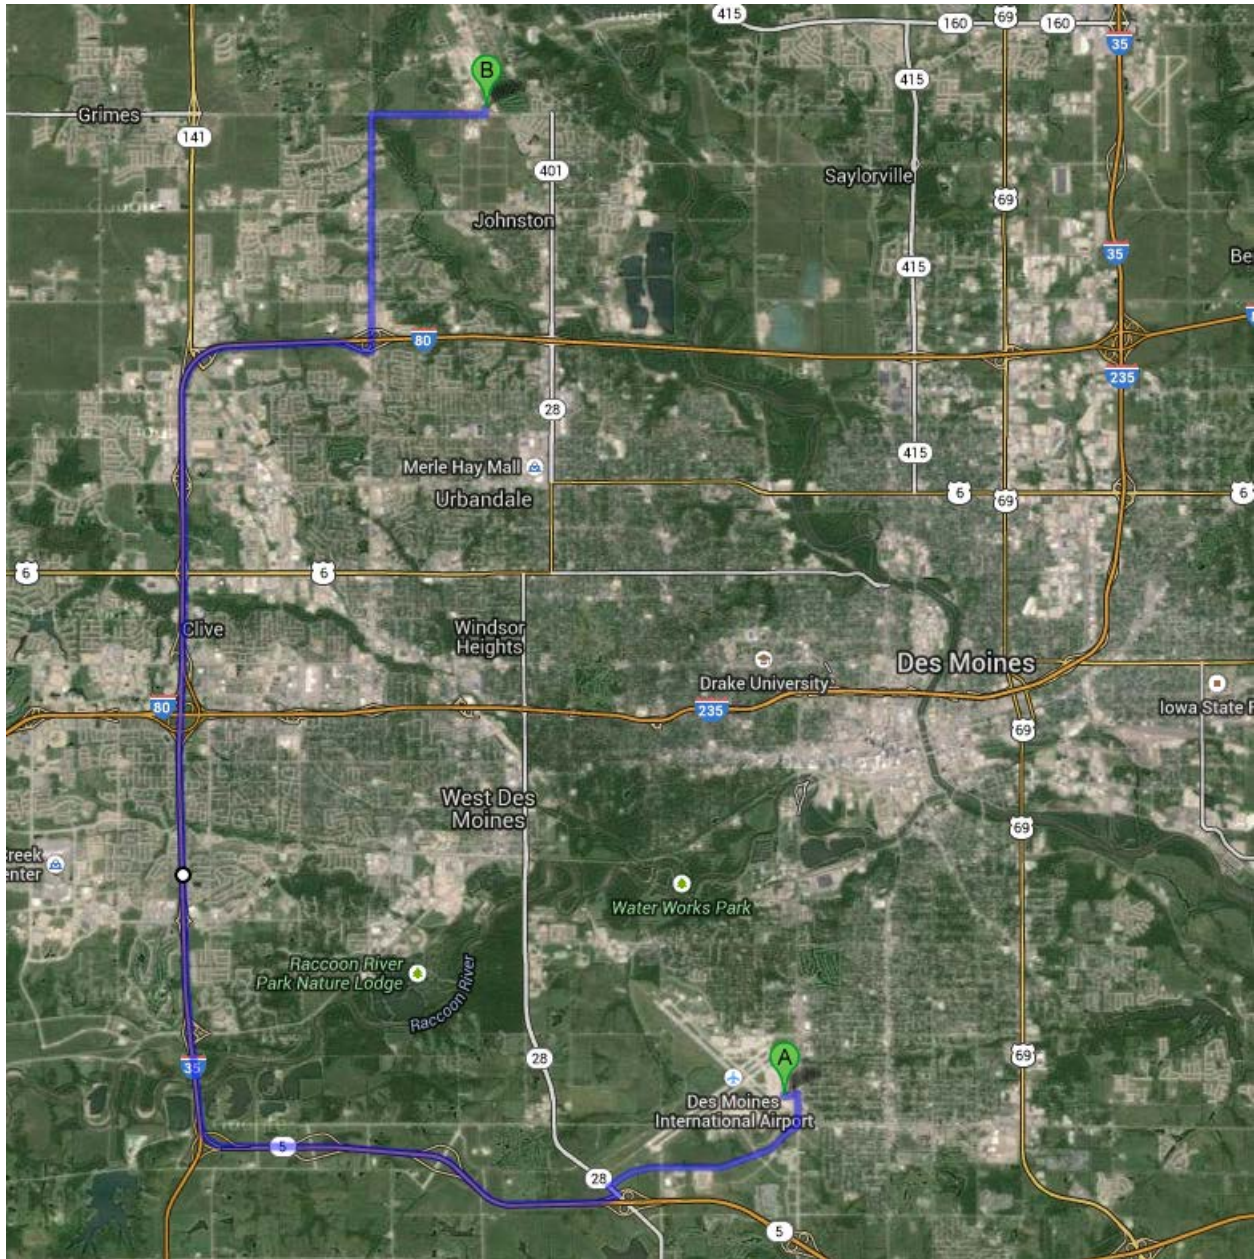 415
69
160
160
35
B
415
Grimes
141
401
Saylorville
69
Johnston
35
Be
415
80
235
28
415
Merle Hay Mall
Urbandale
6
69
6
6
6
Clive
Windsor
Heights
Des Moines
Drake University
80
235
Iowa State F
69
West Des
Moines
69
reek
enter
Water Works Park
Raccoon River
Park Nature Lodge
Raccoon River
28
A
69
35
Des Moines
International Airport
5
28
5